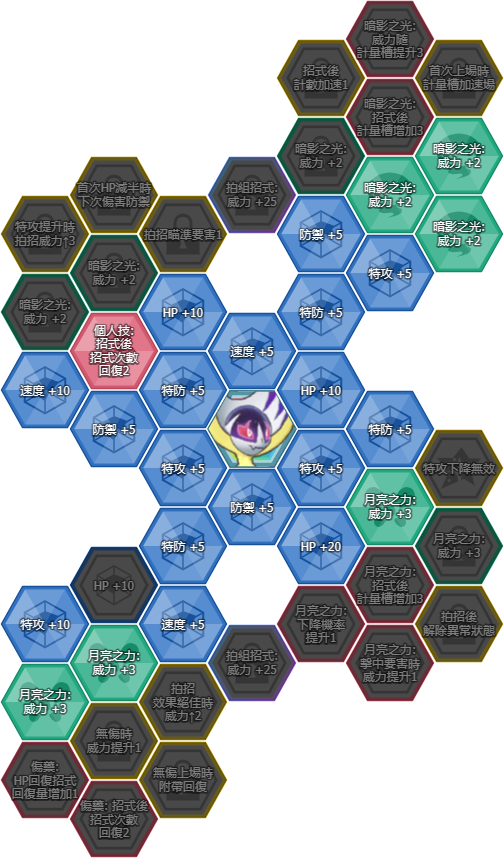 暗影之光:
威力隨
計量槽提升3
招式後
計數加速1
首次上場時
計量槽加速場
暗影之光:
招式後
計量槽增加3
暗影之光:
威力 +2
暗影之光:
威力 +2
首次HP減半時
下次傷害防禦
拍組招式:
威力 +25
暗影之光:
威力 +2
特攻提升時
拍招威力↑3
拍招瞄準要害1
防禦 +5
暗影之光:
威力 +2
暗影之光:
威力 +2
特攻 +5
暗影之光:
威力 +2
HP +10
特防 +5
個人技:
招式後
招式次數
回復2
速度 +5
速度 +10
特防 +5
HP +10
防禦 +5
特防 +5
特攻 +5
特攻 +5
特攻下降無效
防禦 +5
月亮之力:
威力 +3
特防 +5
HP +20
月亮之力:
威力 +3
HP +10
月亮之力:
招式後
計量槽增加3
特攻 +10
速度 +5
月亮之力:
下降機率
提升1
拍招後
解除異常狀態
月亮之力:
威力 +3
拍組招式:
威力 +25
月亮之力:
擊中要害時
威力提升1
月亮之力:
威力 +3
拍招
效果絕佳時
威力↑2
無傷時
威力提升1
傷藥:
HP回復招式
回復量增加1
無傷上場時
附帶回復
傷藥: 招式後
招式次數
回復2